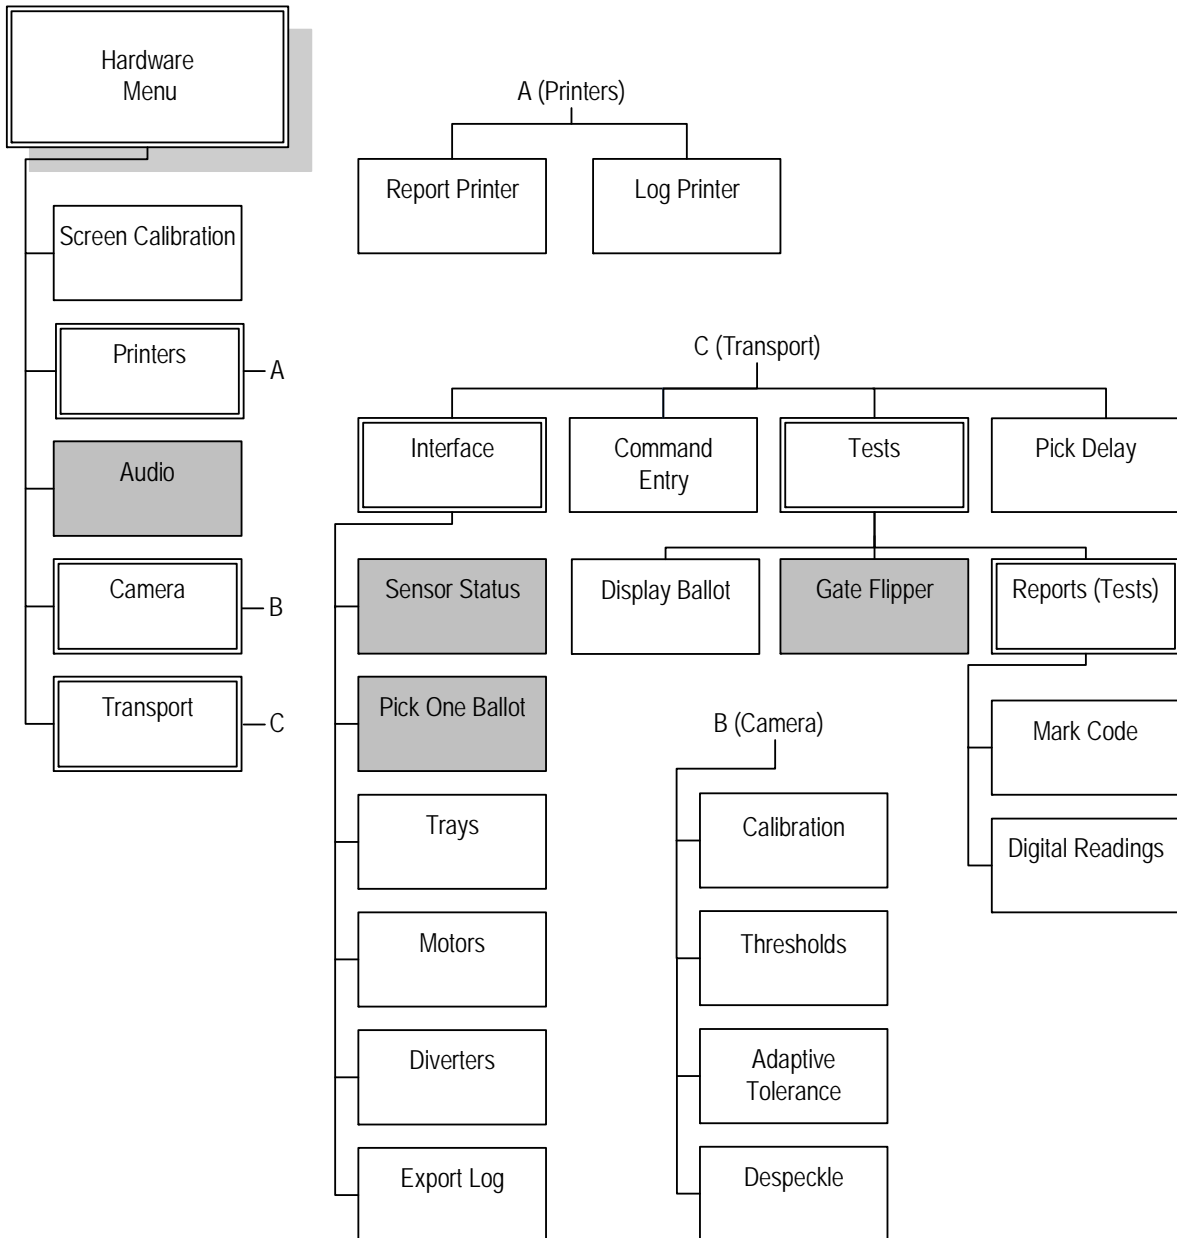 Hardware
Menu
Screen Calibration
Printers
A
Audio
Camera
B
Transport
C
A (Printers)
Report Printer
Log Printer
C (Transport)
Interface
Command
Entry
Tests
Pick Delay
Sensor Status
Pick One Ballot
Trays
Motors
Diverters
Export Log
Display Ballot
Gate Flipper
Reports (Tests)
Mark Code
Digital Readings
B (Camera)
Calibration
Thresholds
Adaptive
Tolerance
Despeckle